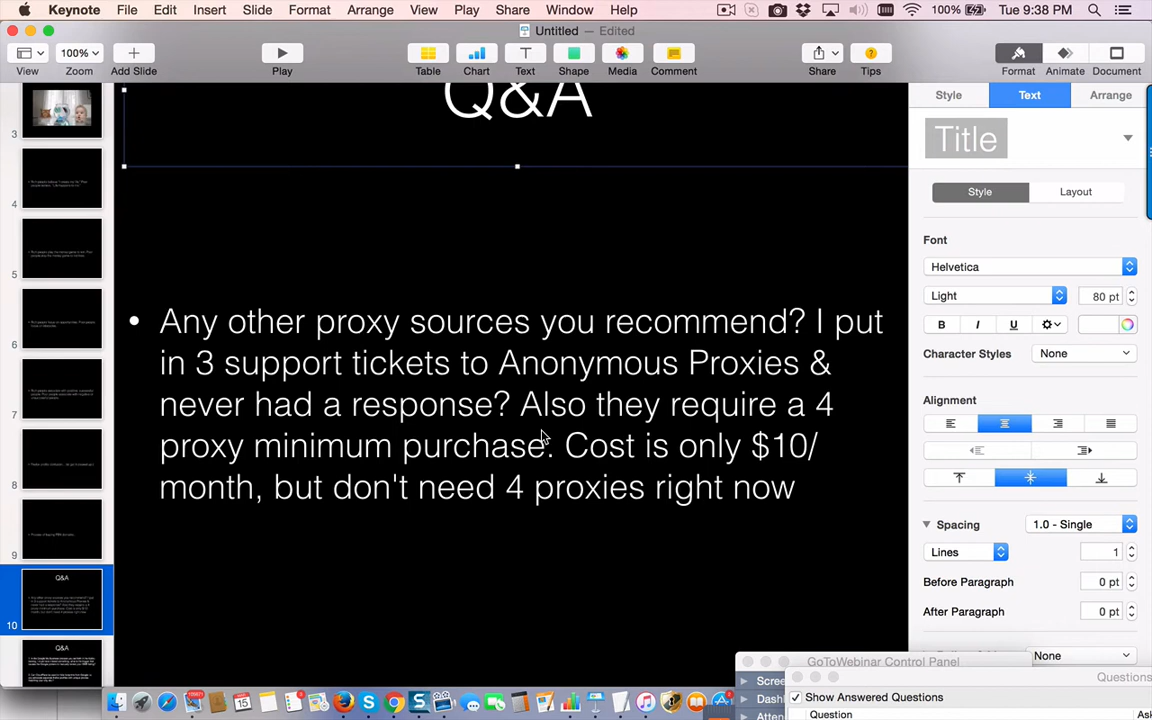 Keynote File Edit Insert Slide Format Arrange View Play Share Window Help 100% Tue 9:38 PM
Untitled — Edited
100%
View Zoom Add Slide Play Table Chart Text Shape Media Comment Share Tips Format Animate Document
Style Text Arrange
Title
Style Layout
Font
Helvetica
Light 80 pt
B I U
Character Styles None
Alignment
Spacing 1.0 - Single
Lines 1
Before Paragraph 0 pt
After Paragraph 0 pt
None
3
4
5
6
7
8
9
10
Q&A
Q&A
Q&A
• Any other proxy sources you recommend? I put
in 3 support tickets to Anonymous Proxies &
never had a response? Also they require a 4
proxy minimum purchase. Cost is only $10/
month, but don't need 4 proxies right now
GoToWebinar Control Panel
Questions
Show Answered Questions
Question
15